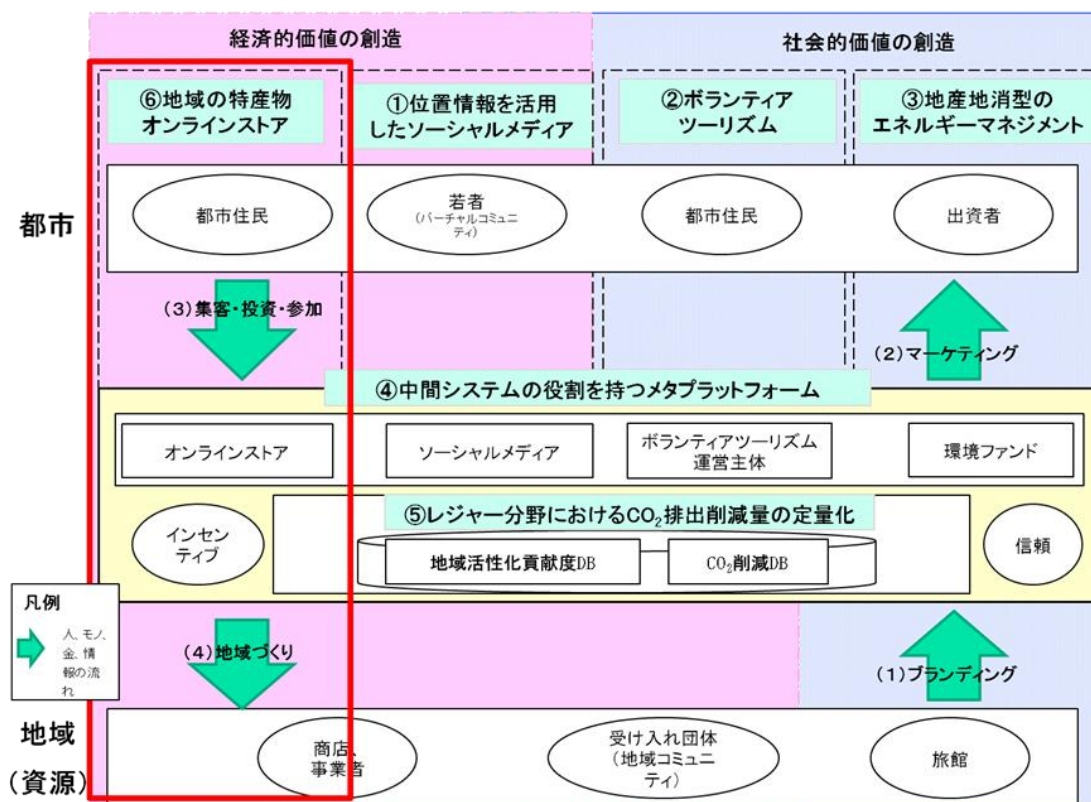 経済的価値の創造
社会的価値の創造
⑥地域の特産物
オンラインストア
①位置情報を活用
したソーシャルメディア
②ボランティア
ツーリズム
③地産地消型の
エネルギーマネジメント
都市
都市住民
若者
(バーチャルコミュニ
ティ)
都市住民
出資者
(3)集客・投資・参加
(2)マーケティング
④中間システムの役割を持つメタプラットフォーム
オンラインストア
ソーシャルメディア
ボランティアツーリズム
運営主体
環境ファンド
⑤レジャー分野におけるCO₂排出削減量の定量化
インセン
ティブ
地域活性化貢献度DB
CO₂削減DB
信頼
凡例
人、モノ、
金、情
報の流
れ
(4)地域づくり
(1)ブランディング
地域
(資源)
商店、
事業者
受け入れ団体
(地域コミュニ
ティ)
旅館